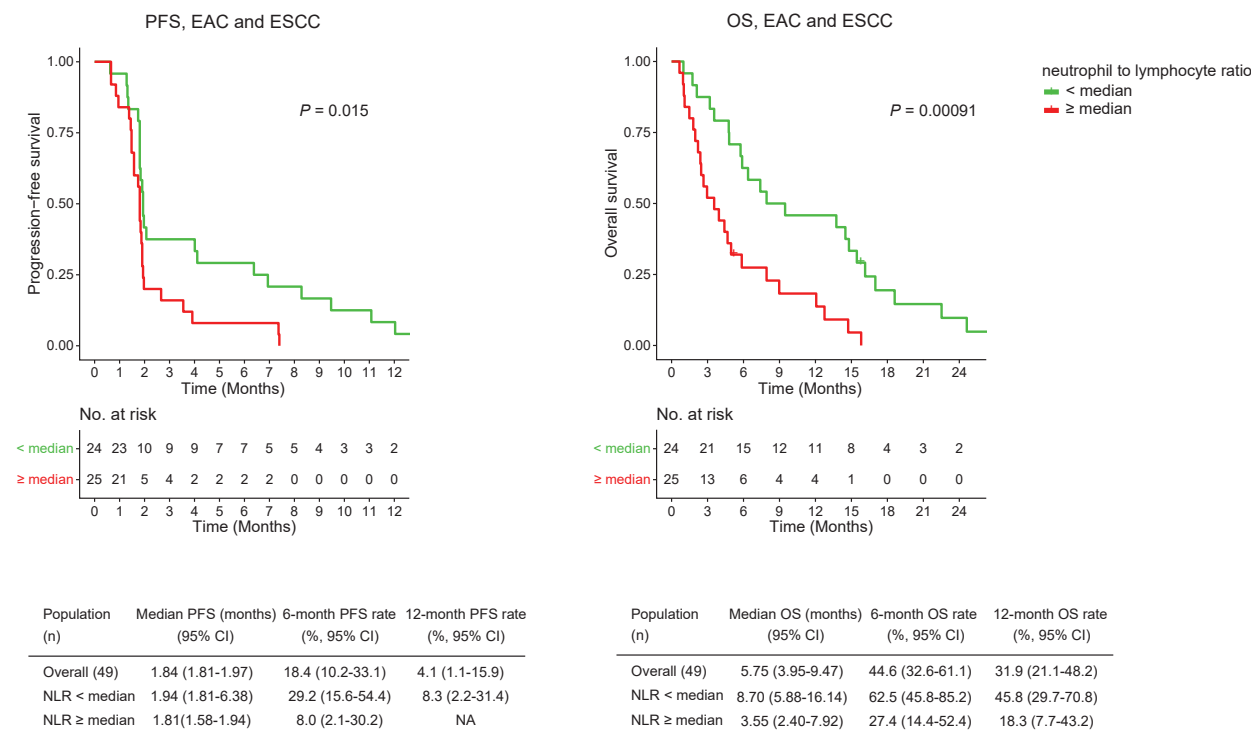 PFS, EAC and ESCC
Progression−free survival
1.00
0.75
0.50
0.25
0.00
P = 0.015
0 1 2 3 4 5 6 7 8 9 10 11 12
Time (Months)
No. at risk
< median 24 23 10 9 9 7 7 5 5 4 3 3 2
≥ median 25 21 5 4 2 2 2 2 0 0 0 0 0
0 1 2 3 4 5 6 7 8 9 10 11 12
Time (Months)
OS, EAC and ESCC
Overall survival
1.00
0.75
0.50
0.25
0.00
P = 0.00091
0 3 6 9 12 15 18 21 24
Time (Months)
neutrophil to lymphocyte ratio
< median
≥ median
No. at risk
< median 24 21 15 12 11 8 4 3 2
≥ median 25 13 6 4 4 1 0 0 0
0 3 6 9 12 15 18 21 24
Time (Months)
Population Median PFS (months) 6-month PFS rate 12-month PFS rate
(n) (95% CI) (%, 95% CI) (%, 95% CI)
Overall (49) 1.84 (1.81-1.97) 18.4 (10.2-33.1) 4.1 (1.1-15.9)
NLR < median 1.94 (1.81-6.38) 29.2 (15.6-54.4) 8.3 (2.2-31.4)
NLR ≥ median 1.81(1.58-1.94) 8.0 (2.1-30.2) NA
Population Median OS (months) 6-month OS rate 12-month OS rate
(n) (95% CI) (%, 95% CI) (%, 95% CI)
Overall (49) 5.75 (3.95-9.47) 44.6 (32.6-61.1) 31.9 (21.1-48.2)
NLR < median 8.70 (5.88-16.14) 62.5 (45.8-85.2) 45.8 (29.7-70.8)
NLR ≥ median 3.55 (2.40-7.92) 27.4 (14.4-52.4) 18.3 (7.7-43.2)